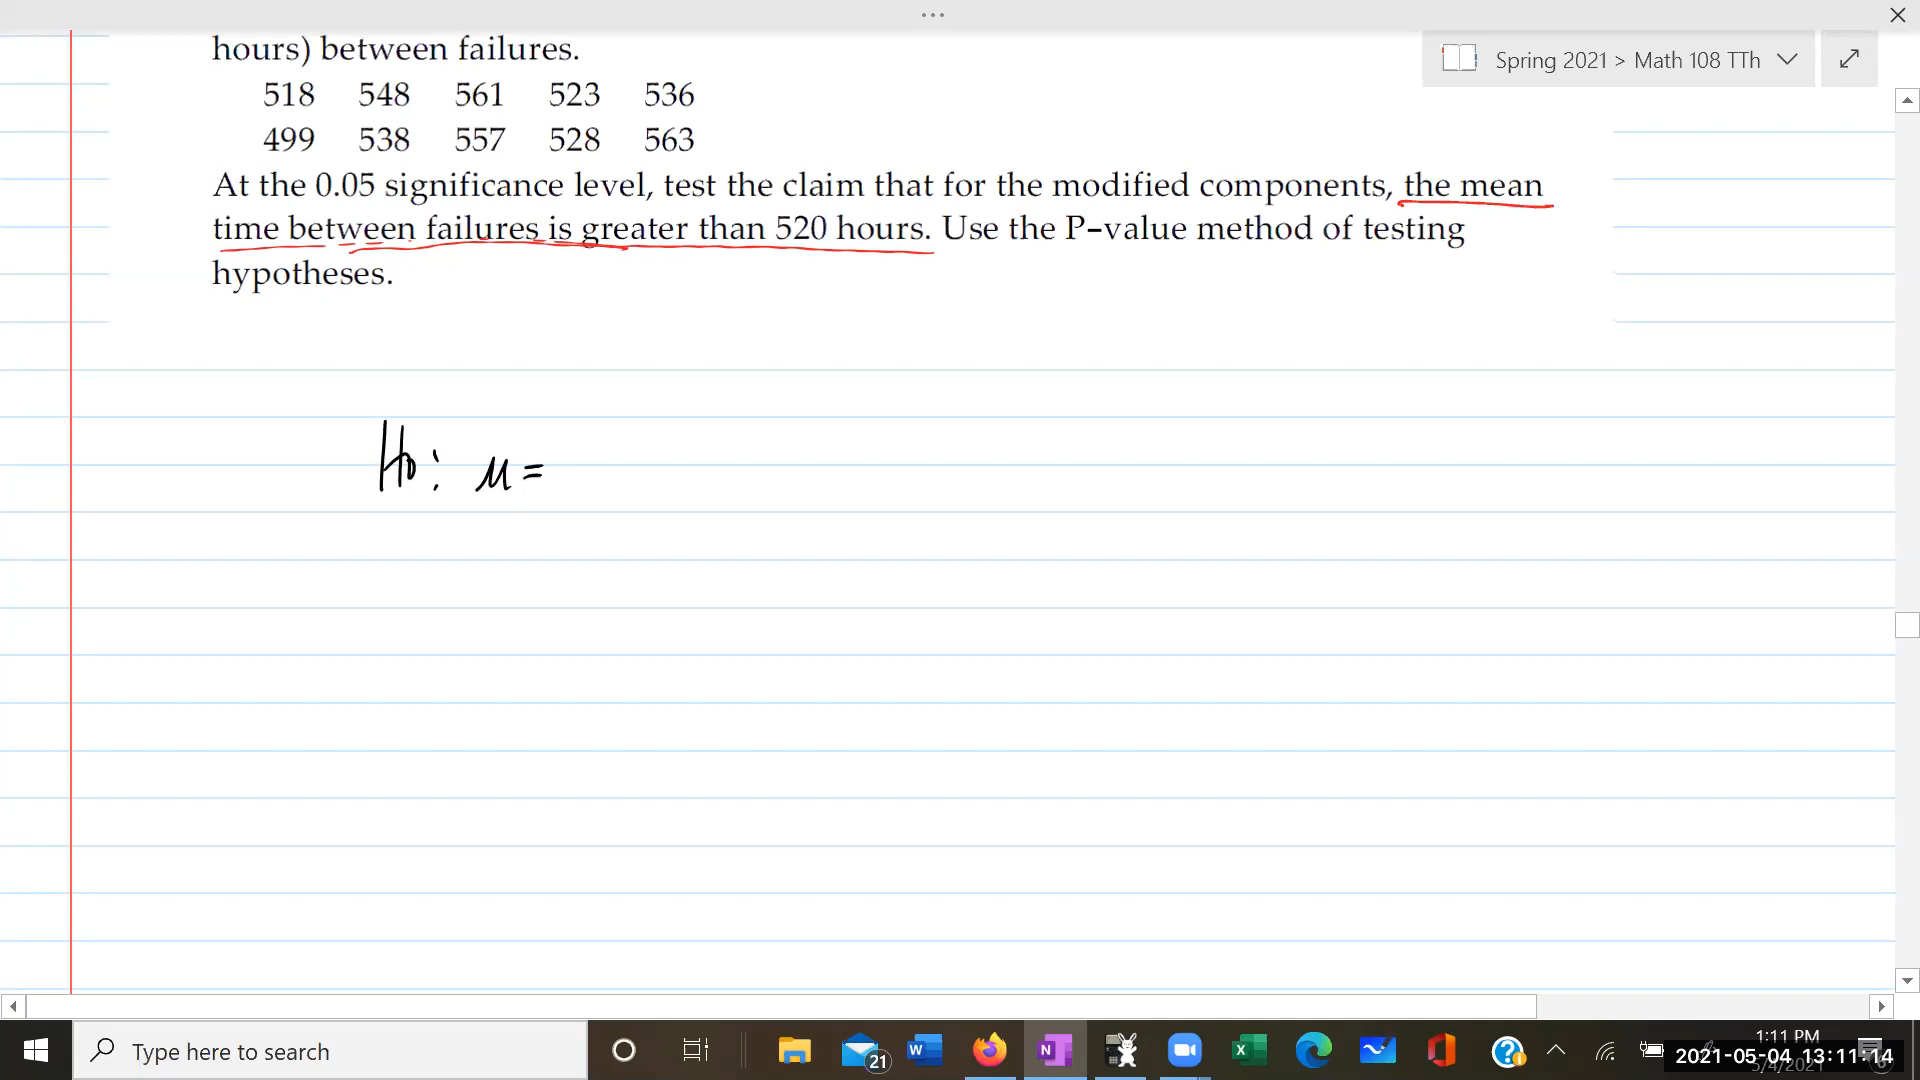 hours) between failures.
Spring 2021 > Math 108 TTh
518 548 561 523 536
499 538 557 528 563
At the 0.05 significance level, test the claim that for the modified components, the mean
time between failures is greater than 520 hours. Use the P-value method of testing
hypotheses.
H0: μ=
Type here to search
21
1:11 PM
2021-05-04 13:11:14